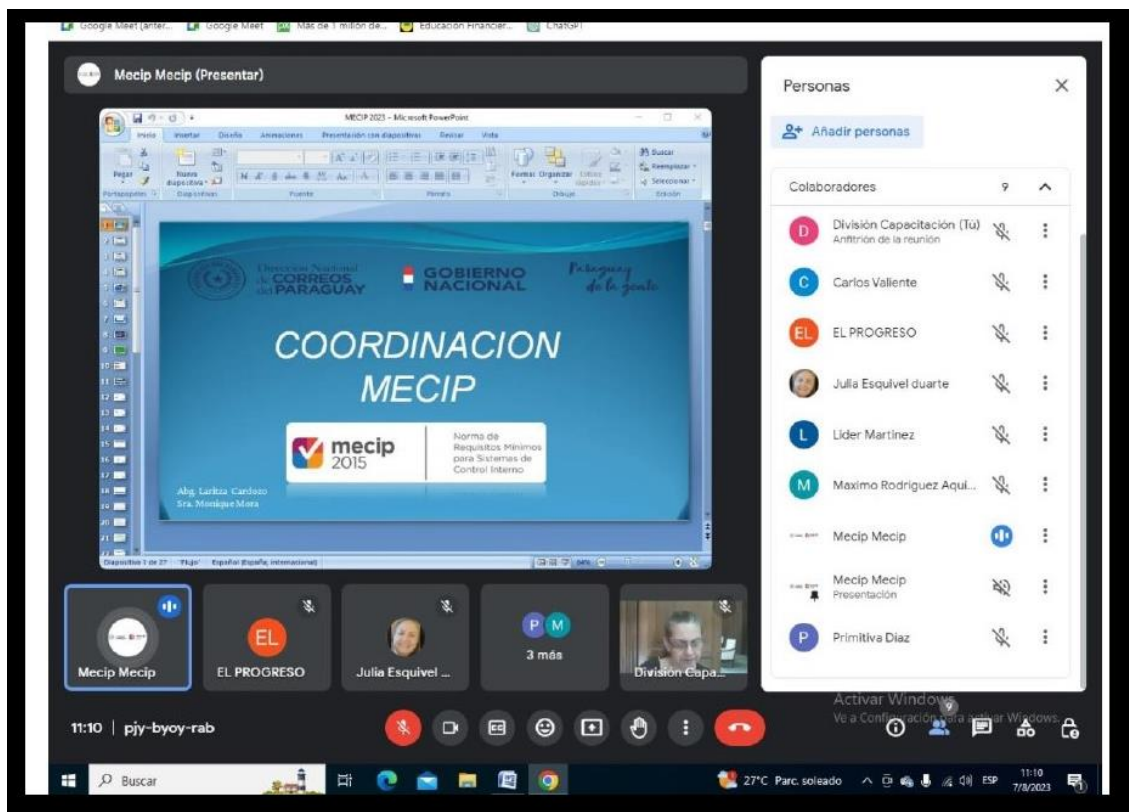 Google Meet (anter...
Google Meet
Más de 1 millón de...
Educación Financier...
ChatGPT
Mecip Mecip (Presentar)
MECIP 2023 - Microsoft PowerPoint
Inicio Insertar Diseño Animaciones Presentación con diapositivas Revisar Vista
Pegar
Nueva
diapositiva
Formas Organizar
Buscar
Reemplazar
Seleccionar
Portapapeles Diapositivas Fuente Párrafo Dibujo Edición
Dirección Nacional
de CORREOS
del PARAGUAY
GOBIERNO
NACIONAL
Paraguay
de la gente
COORDINACION
MECIP
mecip
2015
Norma de
Requisitos Mínimos
para Sistemas de
Control Interno
Abg. Laritza Cardozo
Sra. Monique Mora
Diapositiva 1 de 27 "Flujo" Español (España, internacional)
Mecip Mecip
EL
EL PROGRESO
Julia Esquivel ...
P M
3 más
División Capa...
Personas
Añadir personas
Colaboradores 9
D
División Capacitación (Tú)
Anfitrión de la reunión
C
Carlos Valiente
EL
EL PROGRESO
Julia Esquivel duarte
L
Lider Martinez
M
Maximo Rodriguez Aqui...
Mecip Mecip
Mecip Mecip
Presentación
P
Primitiva Diaz
Activar Windows
Ve a Configuración para activar Windows.
11:10 | pjy-byoy-rab
9
Buscar
27°C Parc. soleado
ESP
11:10
7/8/2023